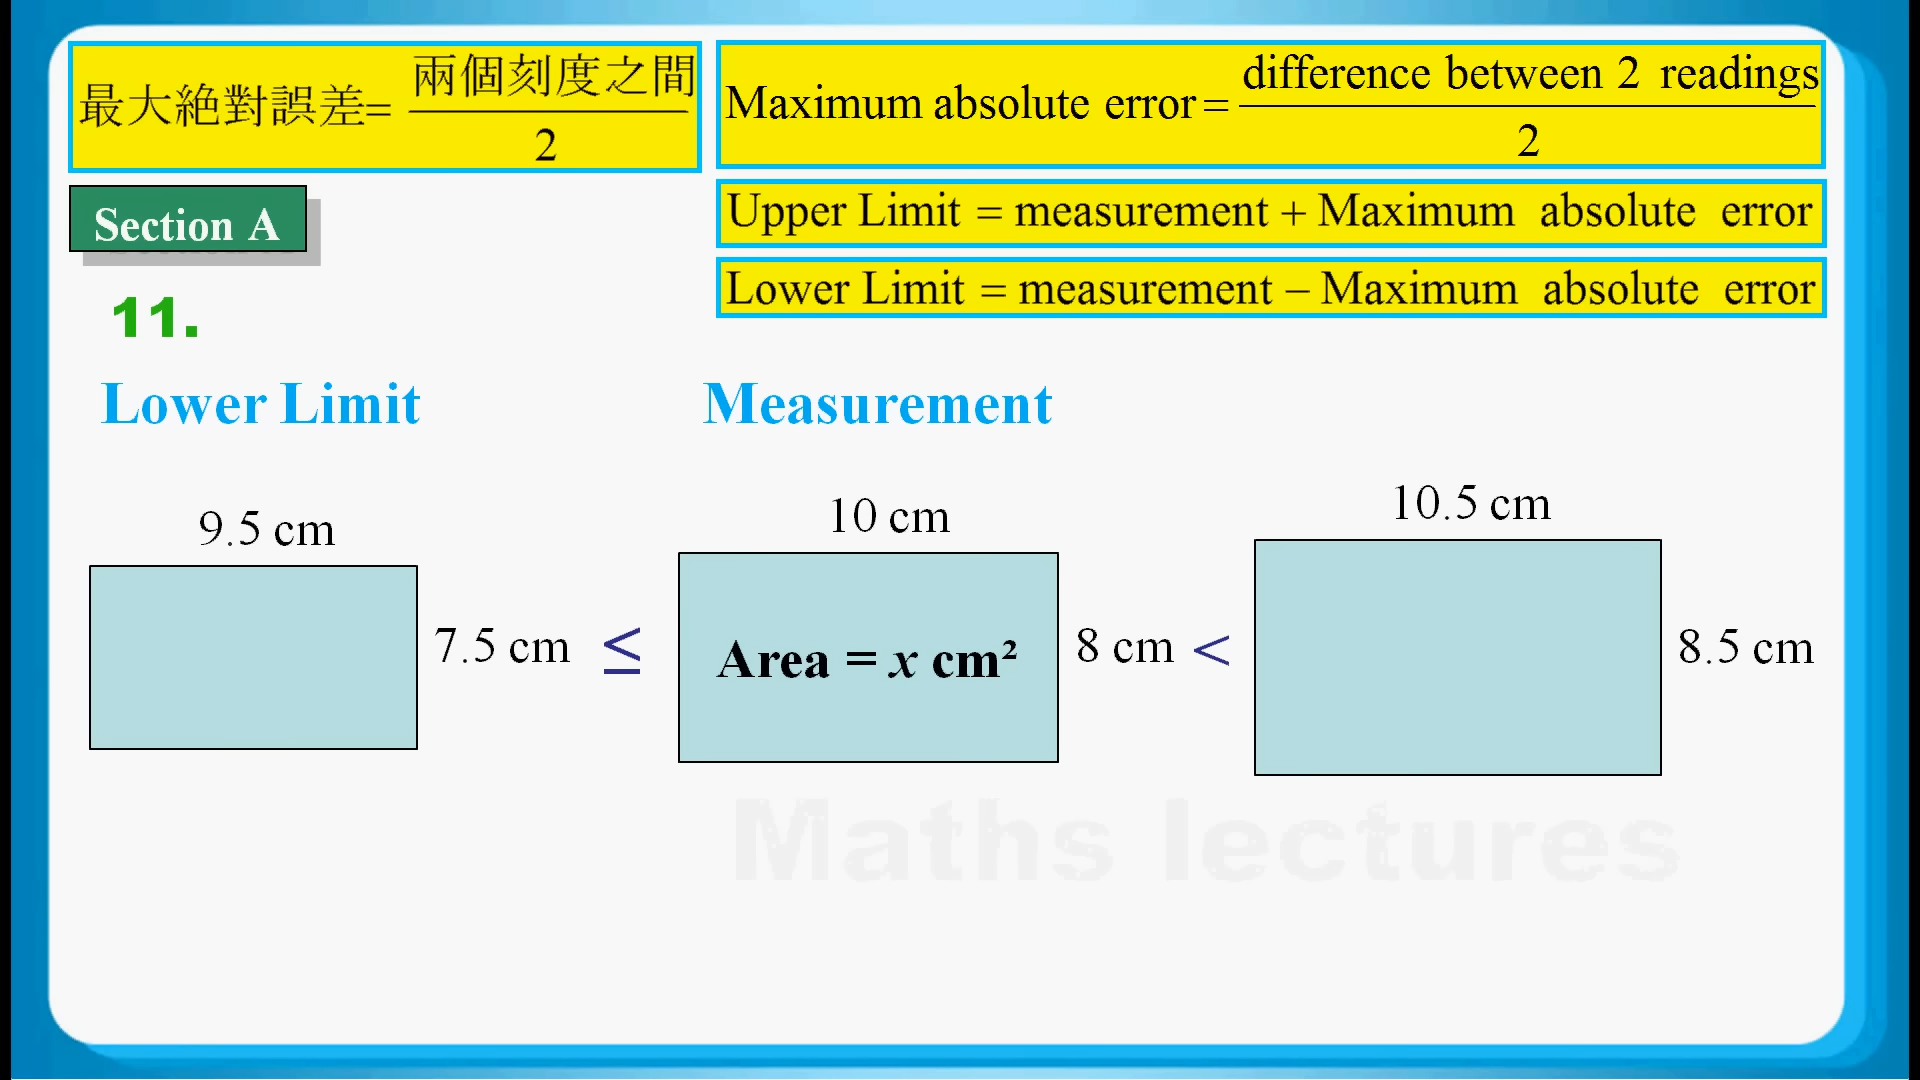 最大絕對誤差= 兩個刻度之間
2
Maximum absolute error = difference between 2 readings
2
Upper Limit = measurement + Maximum absolute error
Lower Limit = measurement − Maximum absolute error
Section A
11.
Lower Limit Measurement
9.5 cm 10 cm 10.5 cm
7.5 cm ≤ Area = x cm² 8 cm < 8.5 cm
Maths lectures